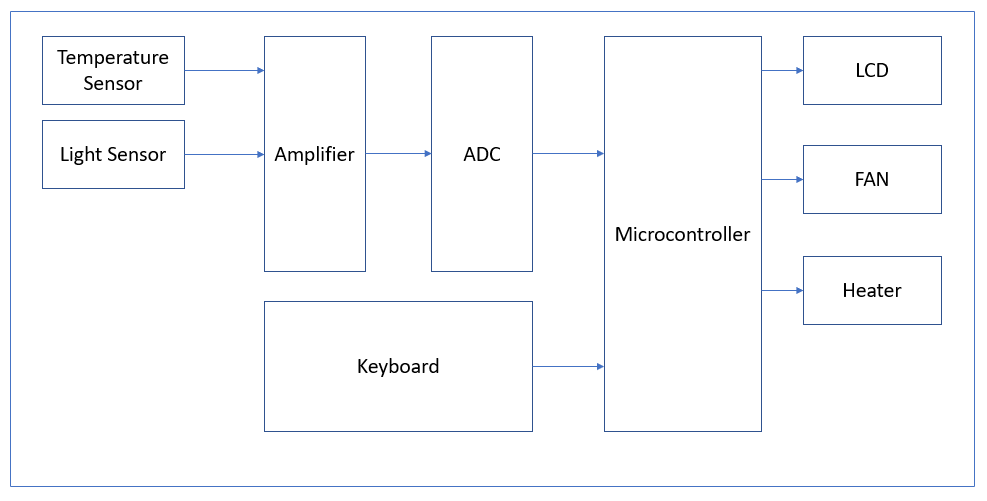 Temperature
Sensor
Light Sensor
Amplifier
ADC
Keyboard
Microcontroller
LCD
FAN
Heater